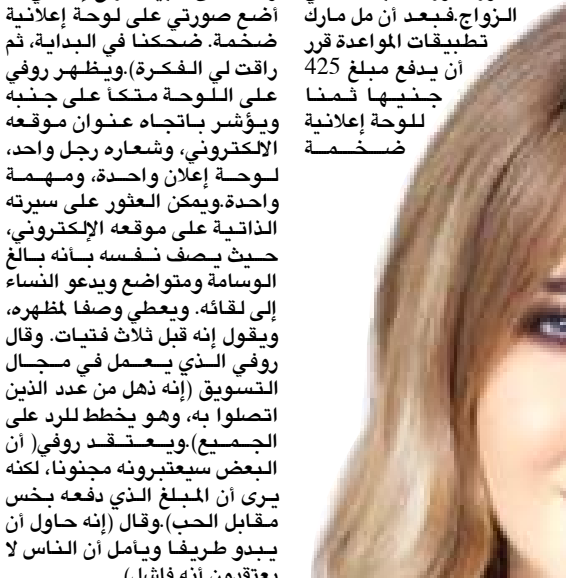 الزواج.فبعد أن مل مارك
تطبيقات المواعدة قرر
أن يدفع مبلغ 425
جنيها ثمنا
للوحة إعلانية
ضخمة
أضع صورتي على لوحة إعلانية
ضخمة. ضحكنا في البداية، ثم
راقت لي الفكرة).ويظهر روفي
على اللوحة متكأ على جنبه
ويؤشر باتجاه عنوان موقعه
الالكتروني، وشعاره رجل واحد،
لوحة إعلان واحدة، ومهمة
واحدة.ويمكن العثور على سيرته
الذاتية على موقعه الإلكتروني،
حيث يصف نفسه بأنه بالغ
الوسامة ومتواضع ويدعو النساء
إلى لقائه. ويعطي وصفا لمظهره،
ويقول إنه قبل ثلاث فتيات. وقال
روفي الذي يعمل في مجال
التسويق (إنه ذهل من عدد الذين
اتصلوا به، وهو يخطط للرد على
الجميع).ويعتقد روفي( أن
البعض سيعتبرونه مجنونا، لكنه
يرى أن المبلغ الذي دفعه بخس
مقابل الحب).وقال (إنه حاول أن
يبدو طريفا ويأمل أن الناس لا
يعتقدون أنه فاشل)